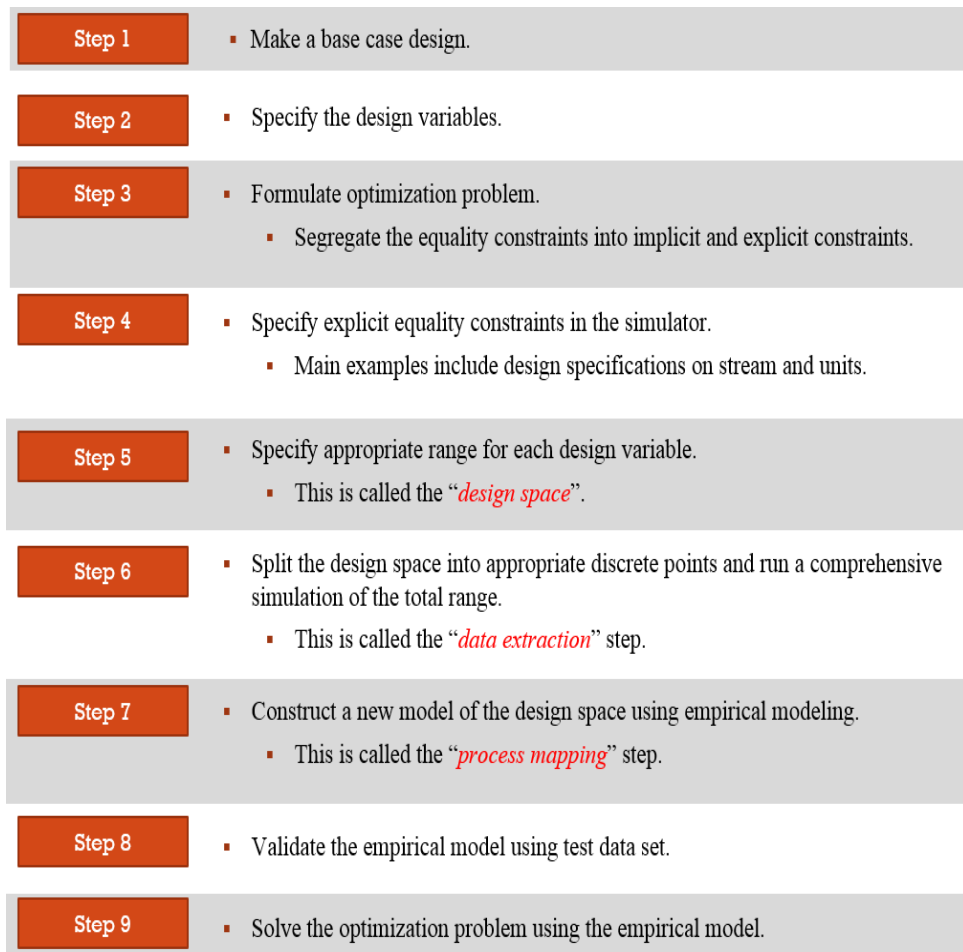 Step 1
▪ Make a base case design.
Step 2
▪ Specify the design variables.
Step 3
▪ Formulate optimization problem.
▪ Segregate the equality constraints into implicit and explicit constraints.
Step 4
▪ Specify explicit equality constraints in the simulator.
▪ Main examples include design specifications on stream and units.
Step 5
▪ Specify appropriate range for each design variable.
▪ This is called the “design space”.
Step 6
▪ Split the design space into appropriate discrete points and run a comprehensive
simulation of the total range.
▪ This is called the “data extraction” step.
Step 7
▪ Construct a new model of the design space using empirical modeling.
▪ This is called the “process mapping” step.
Step 8
▪ Validate the empirical model using test data set.
Step 9
▪ Solve the optimization problem using the empirical model.